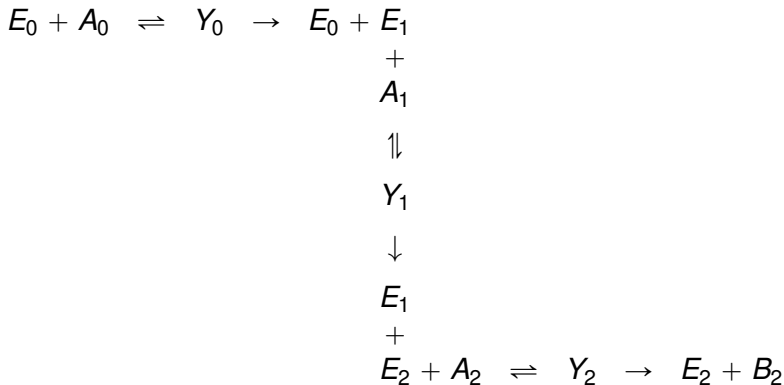 E₀ + A₀ ⇌ Y₀ → E₀ + E₁
+
A₁
⥮
Y₁
↓
E₁
+
E₂ + A₂ ⇌ Y₂ → E₂ + B₂